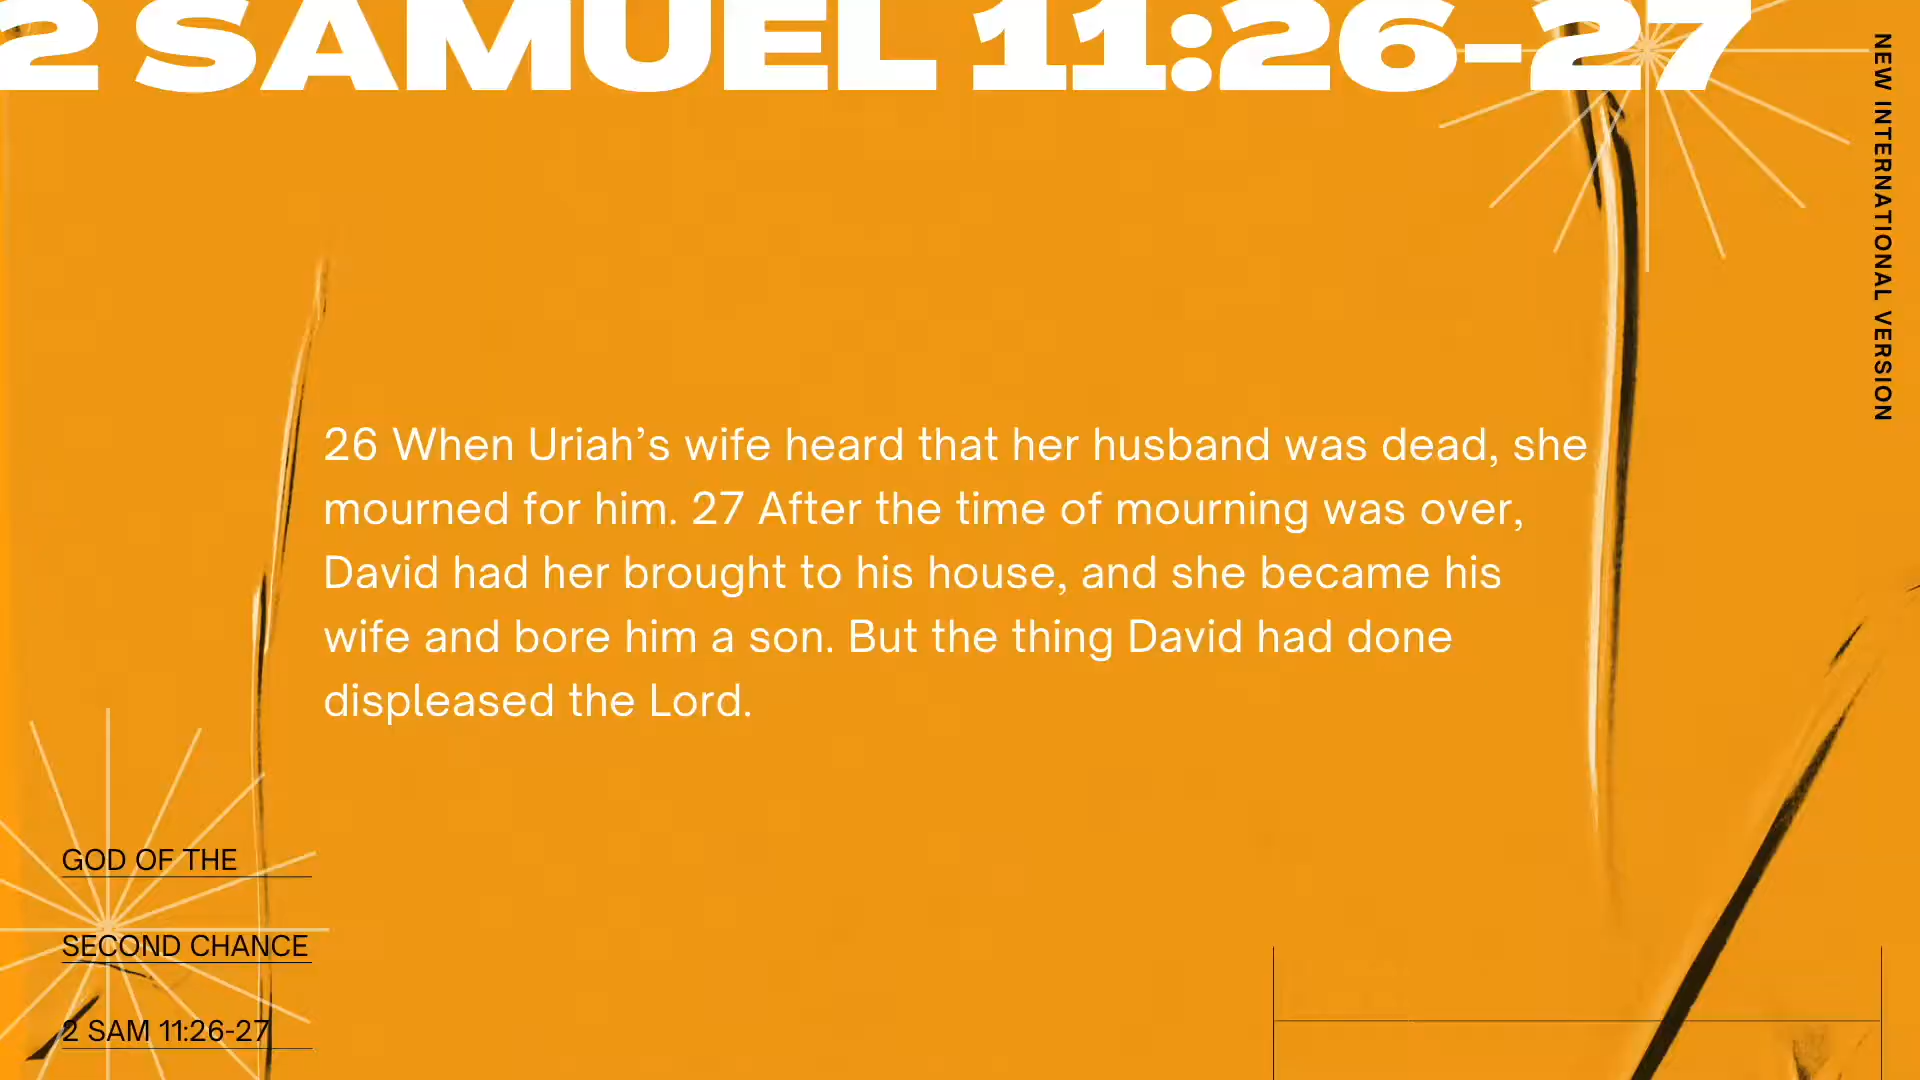 2 SAMUEL 11:26-27
NEW INTERNATIONAL VERSION
26 When Uriah’s wife heard that her husband was dead, she
mourned for him. 27 After the time of mourning was over,
David had her brought to his house, and she became his
wife and bore him a son. But the thing David had done
displeased the Lord.
GOD OF THE
SECOND CHANCE
2 SAM 11:26-27